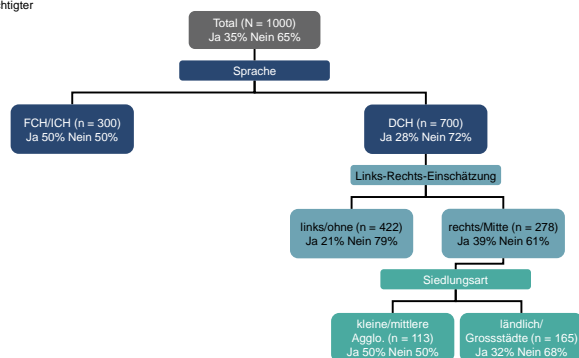 chtigter
Total (N = 1000)
Ja 35% Nein 65%
Sprache
FCH/ICH (n = 300)
Ja 50% Nein 50%
DCH (n = 700)
Ja 28% Nein 72%
Links-Rechts-Einschätzung
links/ohne (n = 422)
Ja 21% Nein 79%
rechts/Mitte (n = 278)
Ja 39% Nein 61%
Siedlungsart
kleine/mittlere
Agglo. (n = 113)
Ja 50% Nein 50%
ländlich/
Grossstädte (n = 165)
Ja 32% Nein 68%